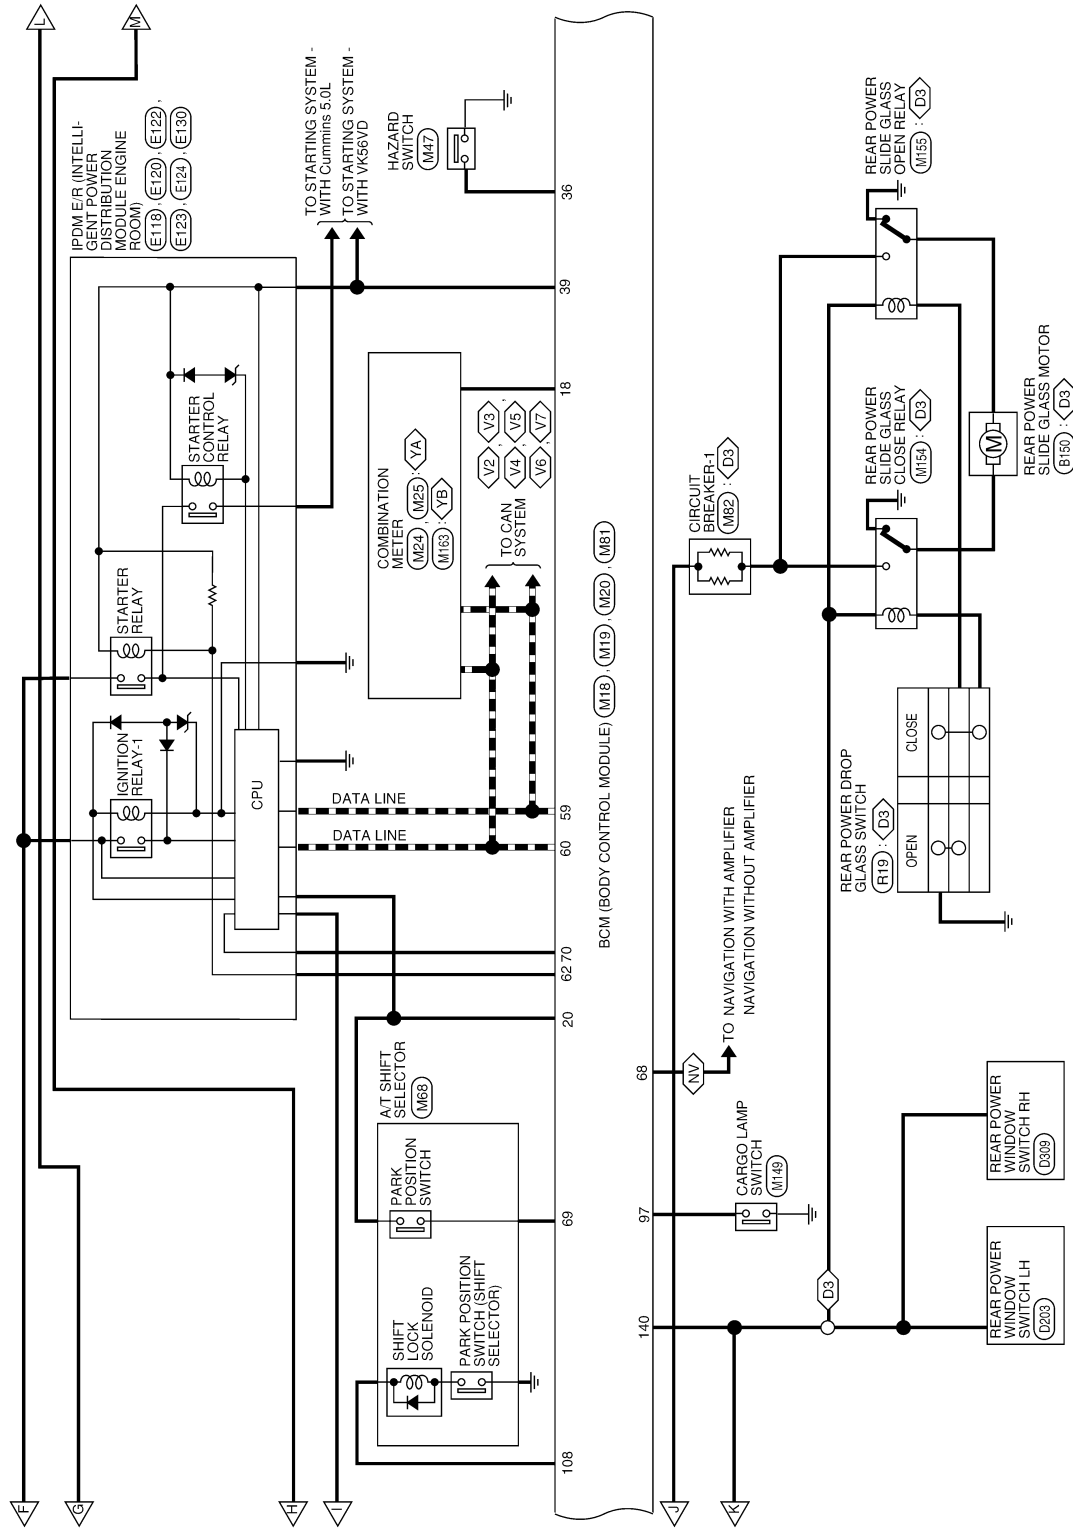 L
M
IPDM E/R (INTELLI-
GENT POWER
DISTRIBUTION
MODULE ENGINE
ROOM)
E118 , E120 , E122 ,
E123 , E124 , E130
TO STARTING SYSTEM -
with Cummins 5.0L
TO STARTING SYSTEM -
WITH VK56VD
HAZARD
SWITCH
M47
36
39
18
STARTER
CONTROL
RELAY
STARTER
RELAY
IGNITION
RELAY-1
CPU
COMBINATION
METER
M24 , M25 : YA
M163 : YB
V2 , V3 ,
V4 , V5 ,
V6 , V7
TO CAN
SYSTEM
DATA LINE
DATA LINE
59
60
70
62
20
69
108
BCM (BODY CONTROL MODULE) M18 , M19 , M20 , M81
A/T SHIFT
SELECTOR
M68
PARK
POSITION
SWITCH
SHIFT
LOCK
SOLENOID
PARK POSITION
SWITCH (SHIFT
SELECTOR)
F
G
H
I
J
K
68
97
140
NV
TO NAVIGATION WITH AMPLIFIER
NAVIGATION WITHOUT AMPLIFIER
CARGO LAMP
SWITCH
M149
D3
REAR POWER
WINDOW
SWITCH LH
D203
REAR POWER
WINDOW
SWITCH RH
D309
CIRCUIT
BREAKER-1
M82 : D3
REAR POWER DROP
GLASS SWITCH
R19 : D3
OPEN
CLOSE
REAR POWER
SLIDE GLASS
CLOSE RELAY
M154 : D3
REAR POWER
SLIDE GLASS
OPEN RELAY
M155 : D3
M
REAR POWER
SLIDE GLASS MOTOR
B150 : D3